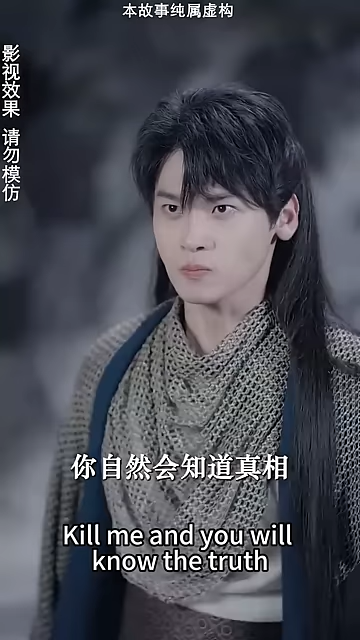 本故事纯属虚构
影视效果 请勿模仿
你自然会知道真相
Kill me and you will
know the truth